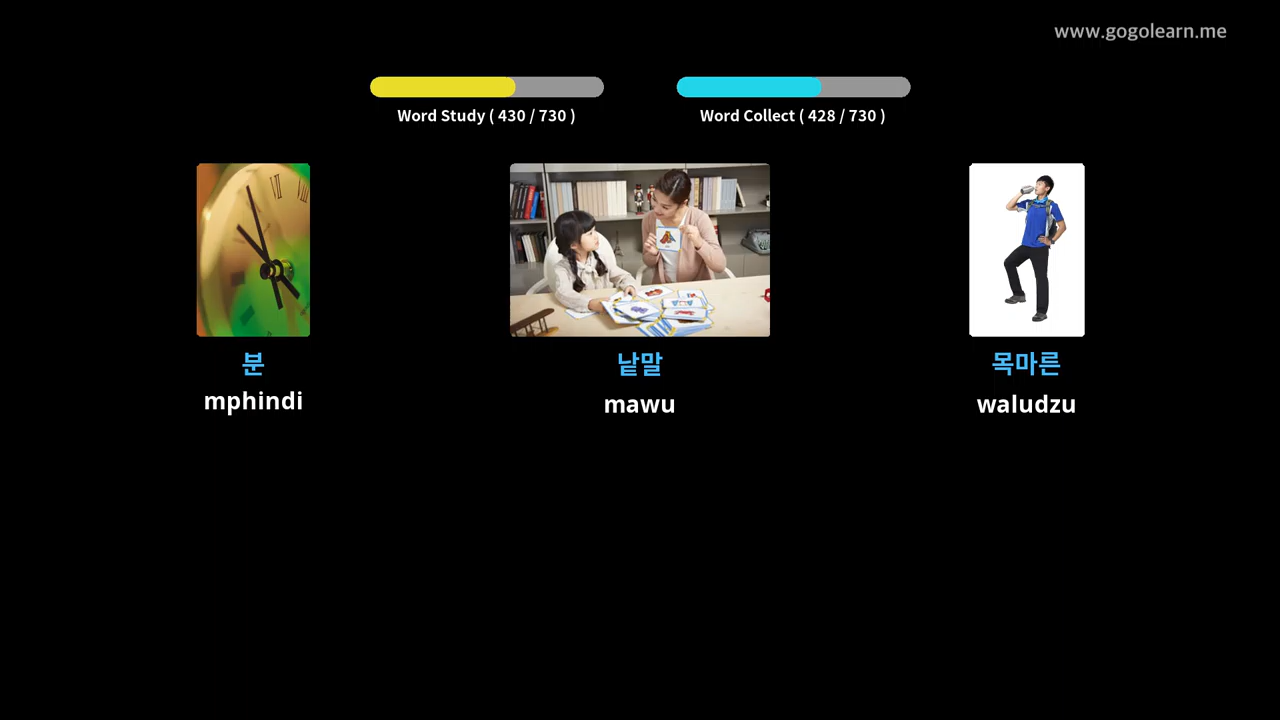 www.gogolearn.me
Word Study ( 430 / 730 )
Word Collect ( 428 / 730 )
분
낱말
목마른
mphindi
mawu
waludzu